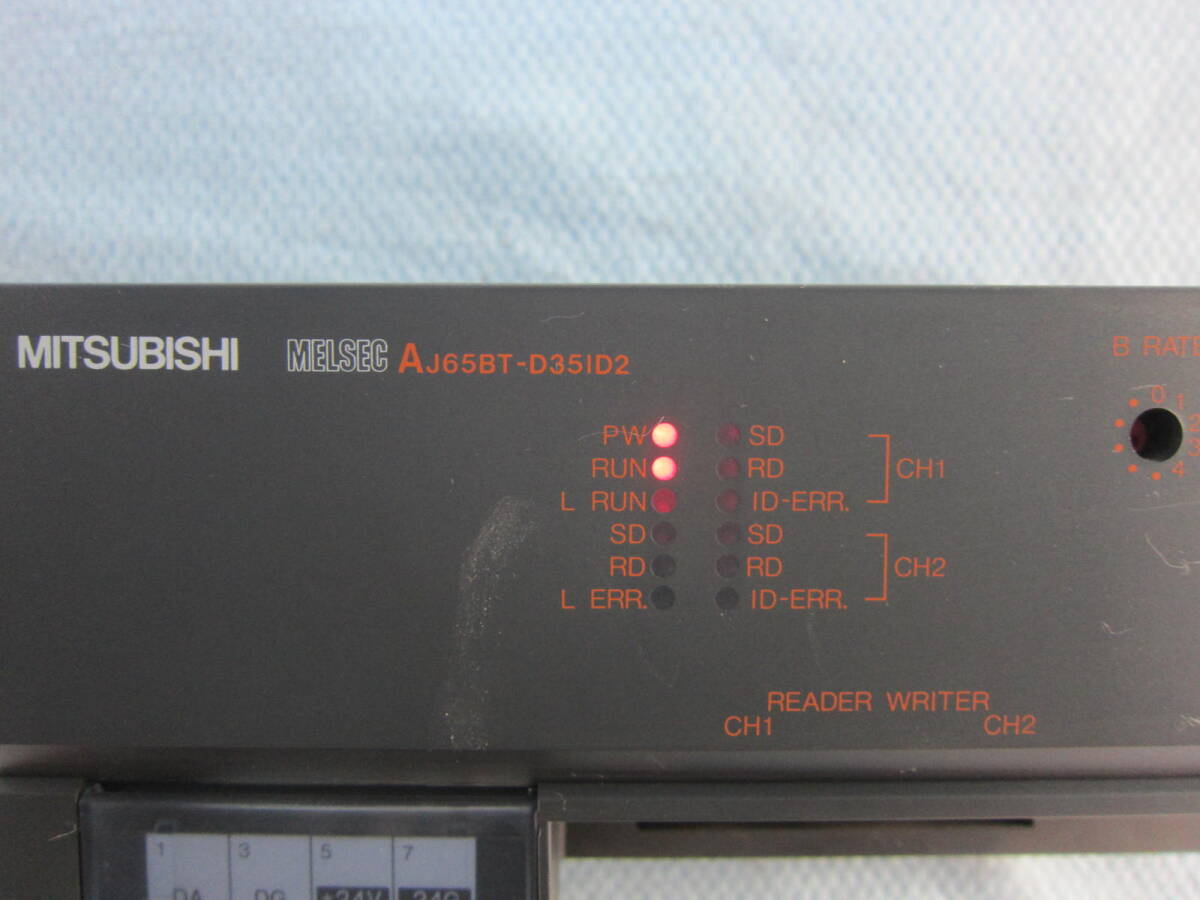 MITSUBISHI MELSEC AJ65BT-D35ID2
B RATE
0
1
2
3
4
PW SD
RUN RD CH1
L RUN ID-ERR.
SD SD
RD RD CH2
L ERR. ID-ERR.
READER WRITER
CH1 CH2
1 3 5 7
DA DG +24V 24G